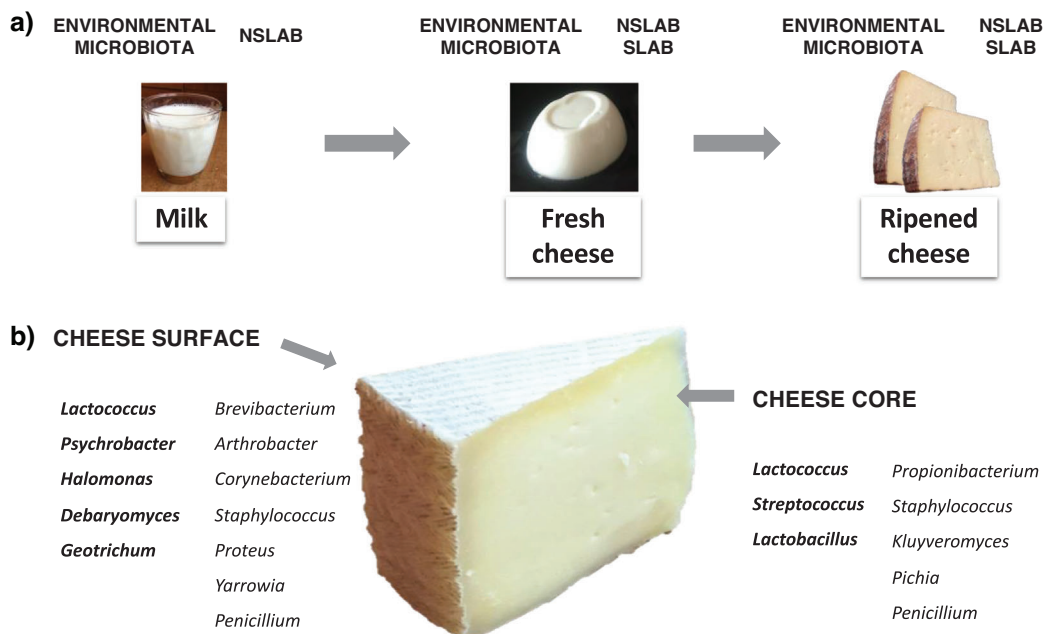 a)
ENVIRONMENTAL
MICROBIOTA
NSLAB
ENVIRONMENTAL
MICROBIOTA
NSLAB
SLAB
ENVIRONMENTAL
MICROBIOTA
NSLAB
SLAB
Milk
Fresh
cheese
Ripened
cheese
b)
CHEESE SURFACE
Lactococcus
Psychrobacter
Halomonas
Debaryomyces
Geotrichum
Brevibacterium
Arthrobacter
Corynebacterium
Staphylococcus
Proteus
Yarrowia
Penicillium
CHEESE CORE
Lactococcus
Streptococcus
Lactobacillus
Propionibacterium
Staphylococcus
Kluyveromyces
Pichia
Penicillium